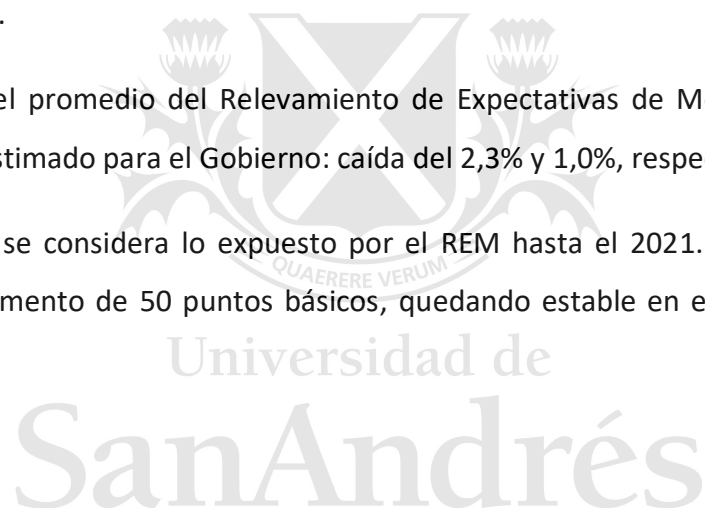 .
el promedio del Relevamiento de Expectativas de M
stimado para el Gobierno: caída del 2,3% y 1,0%, respe
se considera lo expuesto por el REM hasta el 2021.
QUAERERE VERUM
mento de 50 puntos básicos, quedando estable en e
Universidad de
SanAndrés